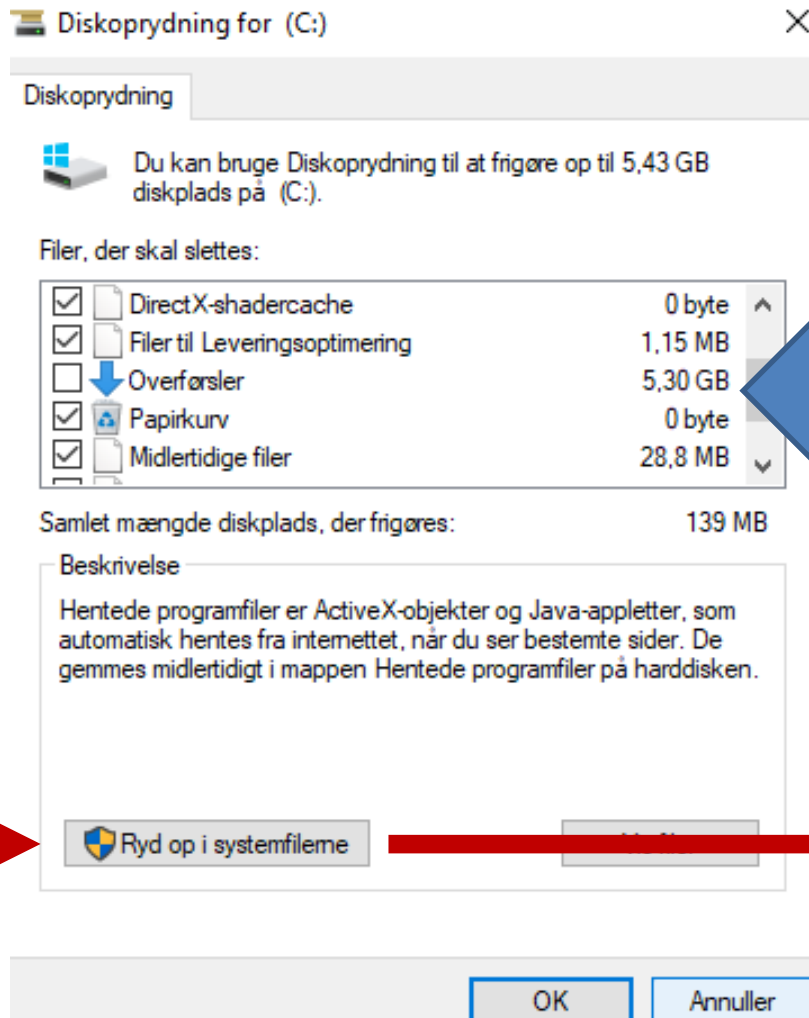 Diskoprydning for (C:)
Diskoprydning
Du kan bruge Diskoprydning til at frigøre op til 5,43 GB
diskplads på (C:).
Filer, der skal slettes:
DirectX-shadercache 0 byte
Filer til Leveringsoptimering 1,15 MB
Overførsler 5,30 GB
Papirkurv 0 byte
Midlertidige filer 28,8 MB
Samlet mængde diskplads, der frigøres: 139 MB
Beskrivelse
Hentede programfiler er ActiveX-objekter og Java-appletter, som
automatisk hentes fra internettet, når du ser bestemte sider. De
gemmes midlertidigt i mappen Hentede programfiler på harddisken.
Ryd op i systemfilerne
OK Annuller